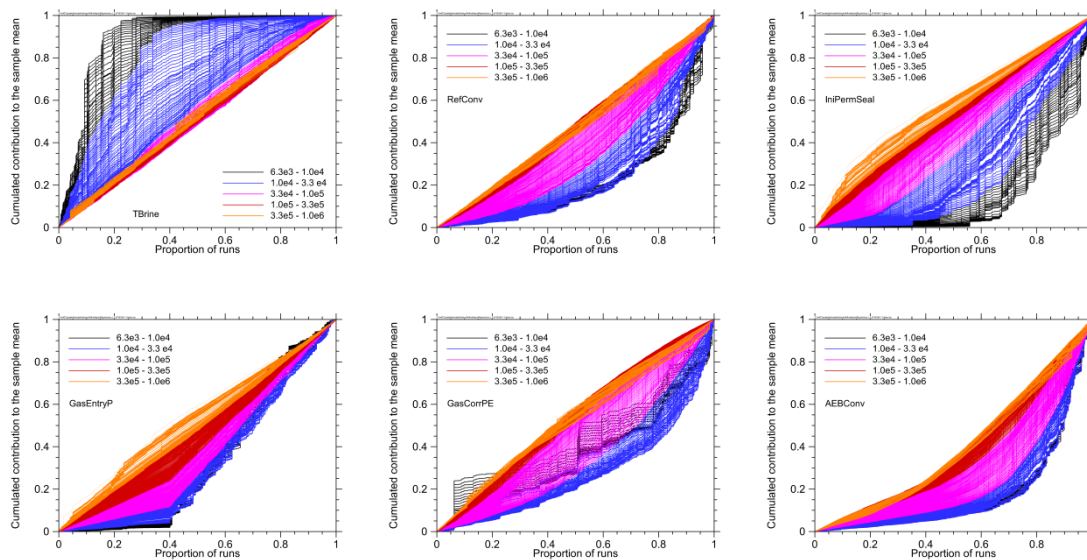 Cumulated contribution to the sample mean
1
0.8
0.6
0.4
0.2
0
TBrine
6.3e3 - 1.0e4
1.0e4 - 3.3 e4
3.3e4 - 1.0e5
1.0e5 - 3.3e5
3.3e5 - 1.0e6
0 0.2 0.4 0.6 0.8 1
Proportion of runs
Cumulated contribution to the sample mean
1
0.8
0.6
0.4
0.2
0
6.3e3 - 1.0e4
1.0e4 - 3.3 e4
3.3e4 - 1.0e5
1.0e5 - 3.3e5
3.3e5 - 1.0e6
RefConv
0 0.2 0.4 0.6 0.8 1
Proportion of runs
Cumulated contribution to the sample mean
1
0.8
0.6
0.4
0.2
0
6.3e3 - 1.0e4
1.0e4 - 3.3 e4
3.3e4 - 1.0e5
1.0e5 - 3.3e5
3.3e5 - 1.0e6
IniPermSeal
0 0.2 0.4 0.6 0.8
Proportion of runs
Cumulated contribution to the sample mean
1
0.8
0.6
0.4
0.2
0
6.3e3 - 1.0e4
1.0e4 - 3.3 e4
3.3e4 - 1.0e5
1.0e5 - 3.3e5
3.3e5 - 1.0e6
GasEntryP
0 0.2 0.4 0.6 0.8 1
Proportion of runs
Cumulated contribution to the sample mean
1
0.8
0.6
0.4
0.2
0
6.3e3 - 1.0e4
1.0e4 - 3.3 e4
3.3e4 - 1.0e5
1.0e5 - 3.3e5
3.3e5 - 1.0e6
GasCorrPE
0 0.2 0.4 0.6 0.8 1
Proportion of runs
Cumulated contribution to the sample mean
1
0.8
0.6
0.4
0.2
0
6.3e3 - 1.0e4
1.0e4 - 3.3 e4
3.3e4 - 1.0e5
1.0e5 - 3.3e5
3.3e5 - 1.0e6
AEBConv
0 0.2 0.4 0.6 0.8
Proportion of runs